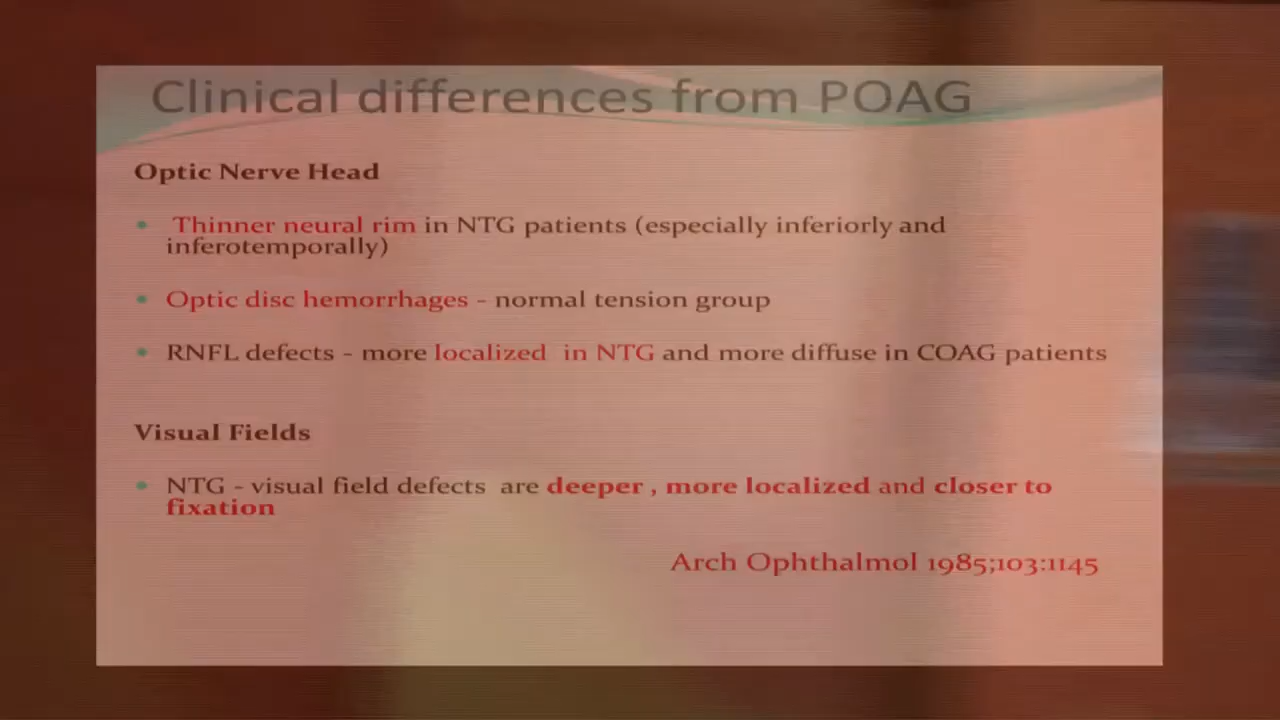 Clinical differences from POAG
Optic Nerve Head
• Thinner neural rim in NTG patients (especially inferiorly and
inferotemporally)
• Optic disc hemorrhages - normal tension group
• RNFL defects - more localized in NTG and more diffuse in COAG patients
Visual Fields
• NTG - visual field defects are deeper , more localized and closer to
fixation
Arch Ophthalmol 1985;103:1145